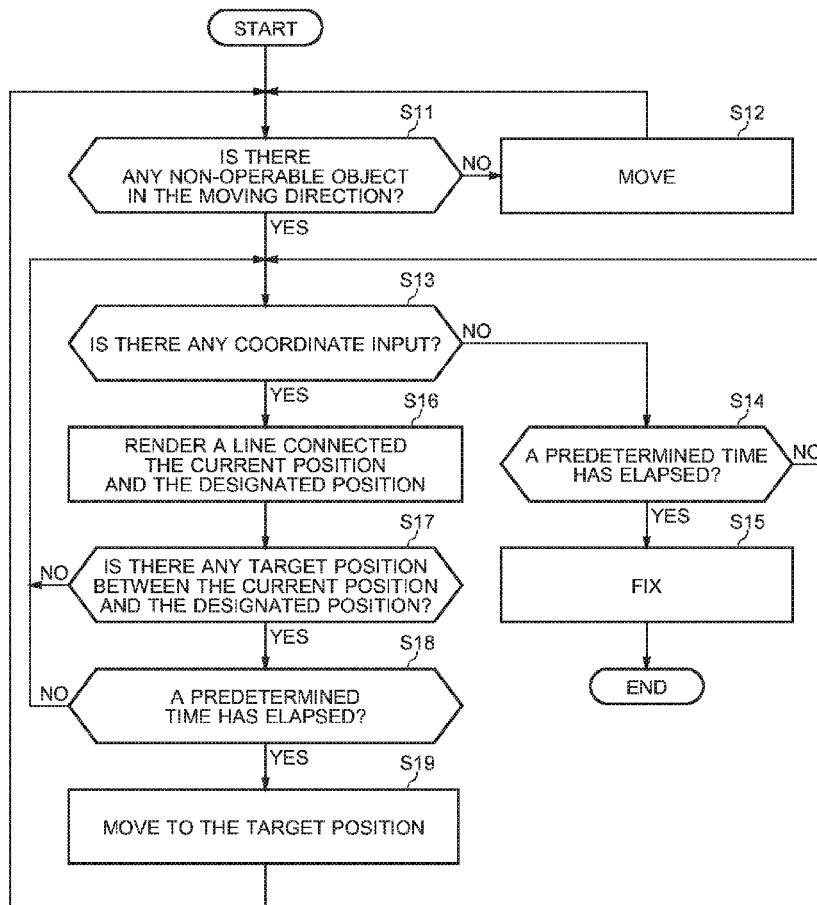 START
S11
IS THERE
ANY NON-OPERABLE OBJECT
IN THE MOVING DIRECTION?
NO
YES
S12
MOVE
S13
IS THERE ANY COORDINATE INPUT?
NO
YES
S14
A PREDETERMINED TIME
HAS ELAPSED?
NO
YES
S15
FIX
END
S16
RENDER A LINE CONNECTED
THE CURRENT POSITION
AND THE DESIGNATED POSITION
S17
IS THERE ANY TARGET POSITION
BETWEEN THE CURRENT POSITION
AND THE DESIGNATED POSITION?
NO
YES
S18
A PREDETERMINED
TIME HAS ELAPSED?
NO
YES
S19
MOVE TO THE TARGET POSITION